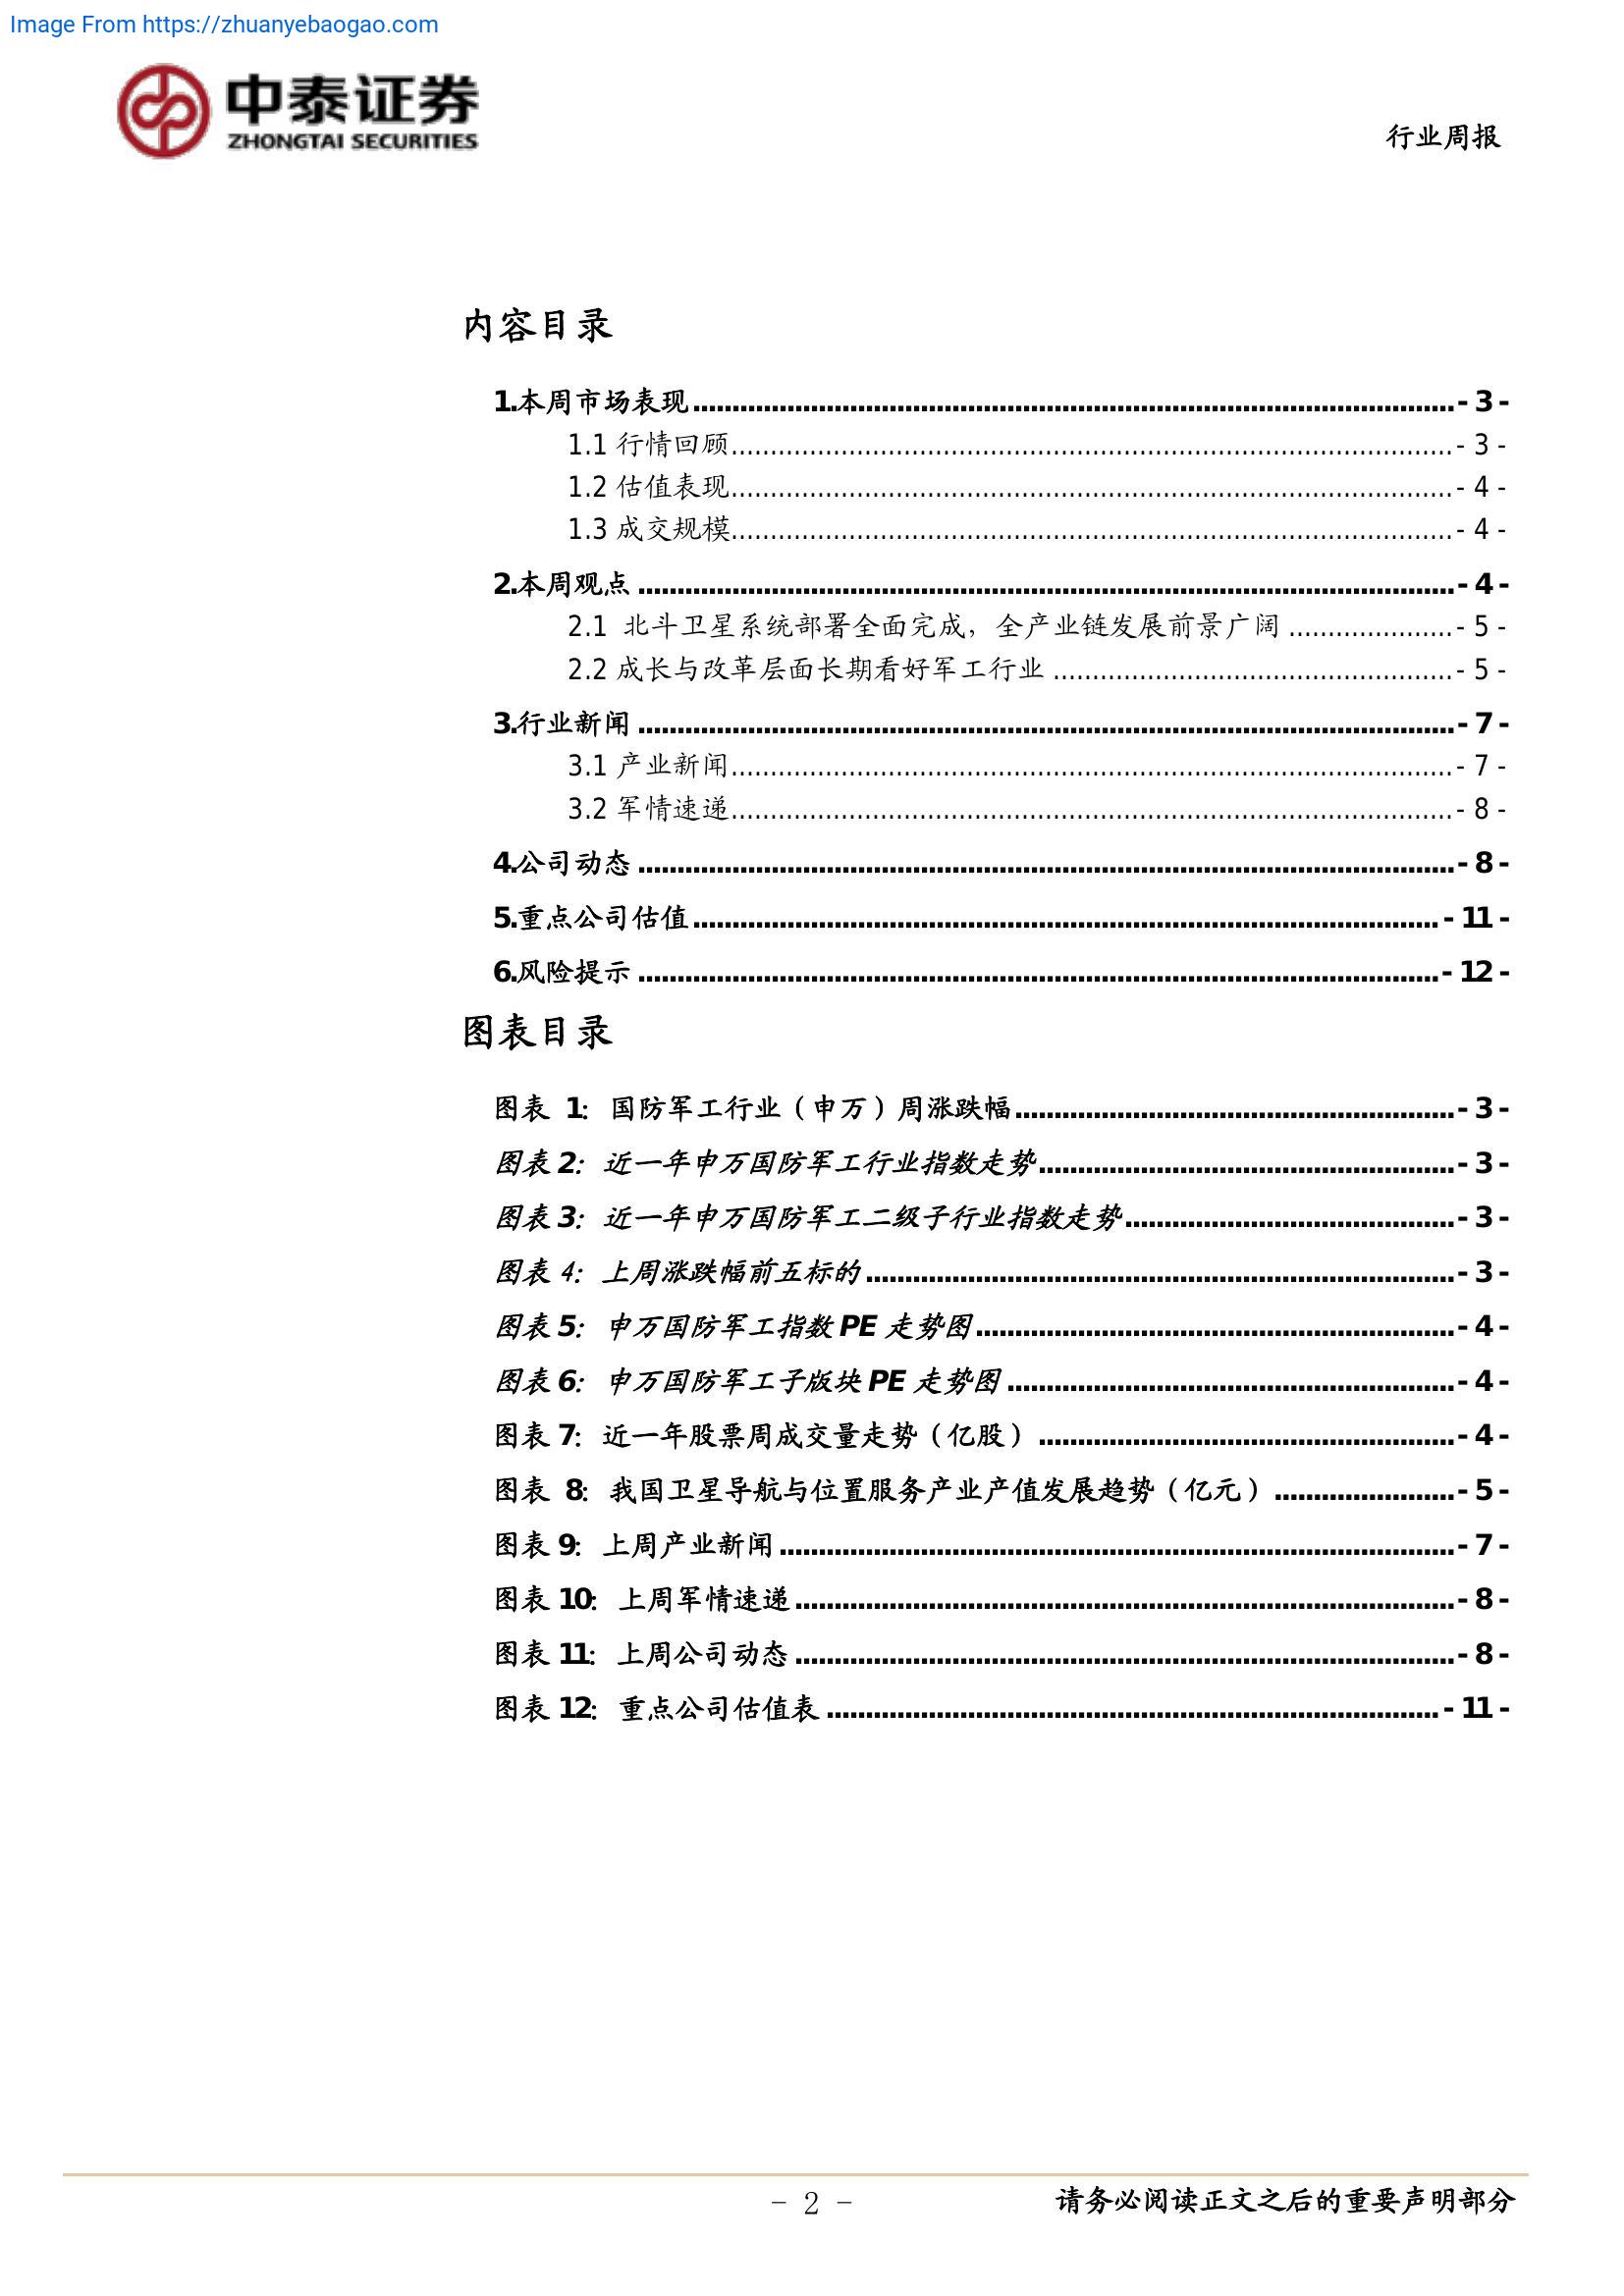 Image From https://zhuanyebaogao.com
中泰证券
ZHONGTAI SECURITIES
行业周报
内容目录
1.本周市场表现................................................................................................- 3 -
1.1 行情回顾...........................................................................................- 3 -
1.2 估值表现...........................................................................................- 4 -
1.3 成交规模...........................................................................................- 4 -
2.本周观点 .......................................................................................................- 4 -
2.1 北斗卫星系统部署全面完成，全产业链发展前景广阔 .....................- 5 -
2.2 成长与改革层面长期看好军工行业 ..................................................- 5 -
3.行业新闻 .......................................................................................................- 7 -
3.1 产业新闻...........................................................................................- 7 -
3.2 军情速递...........................................................................................- 8 -
4.公司动态 .......................................................................................................- 8 -
5.重点公司估值..............................................................................................- 11 -
6.风险提示 .....................................................................................................- 12 -
图表目录
图表 1：国防军工行业（申万）周涨跌幅.......................................................- 3 -
图表 2：近一年申万国防军工行业指数走势....................................................- 3 -
图表 3：近一年申万国防军工二级子行业指数走势.........................................- 3 -
图表 4：上周涨跌幅前五标的..........................................................................- 3 -
图表 5：申万国防军工指数 PE 走势图............................................................- 4 -
图表 6：申万国防军工子版块 PE 走势图 ........................................................- 4 -
图表 7：近一年股票周成交量走势（亿股） ....................................................- 4 -
图表 8：我国卫星导航与位置服务产业产值发展趋势（亿元） ......................- 5 -
图表 9：上周产业新闻 .....................................................................................- 7 -
图表 10：上周军情速递...................................................................................- 8 -
图表 11：上周公司动态 ...................................................................................- 8 -
图表 12：重点公司估值表 .............................................................................- 11 -
- 2 -
请务必阅读正文之后的重要声明部分